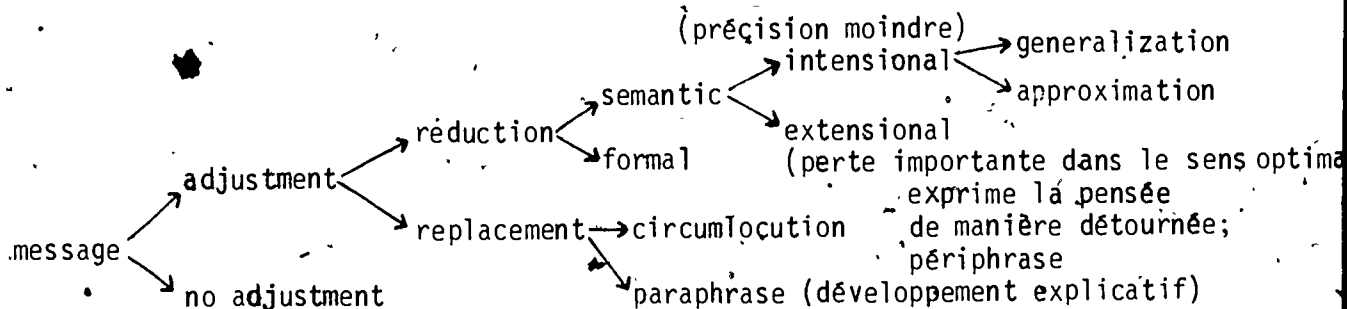 (précision moindre)
generalization
intensional
semantic
approximation
réduction
extensional
formal
(perte importante dans le sens optima
adjustment
exprime la pensée
replacement circumlocution
de manière détournée;
message
périphrase
no adjustment
paraphrase (développement explicatif)